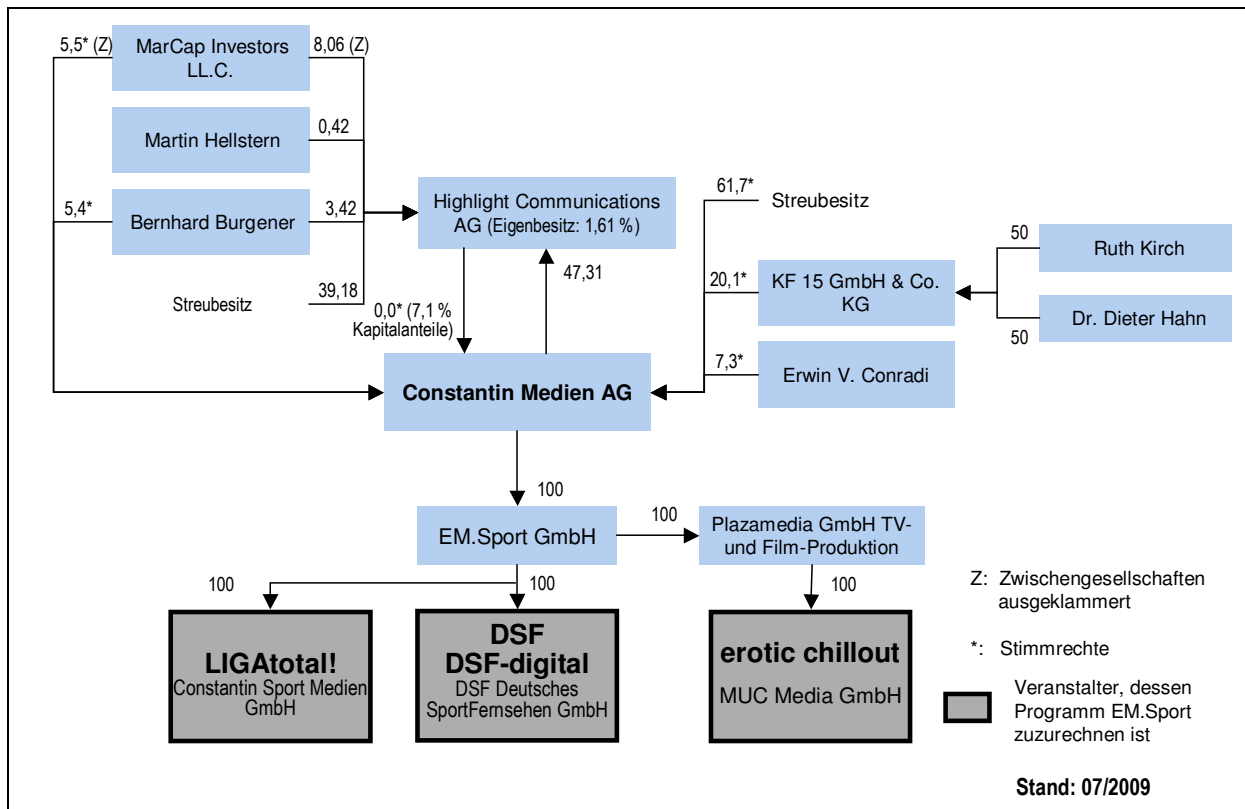 5,5* (Z)
MarCap Investors
LL.C.
8,06 (Z)
Martin Hellstern
0,42
5,4*
Bernhard Burgener
3,42
Streubesitz
39,18
Highlight Communications
AG (Eigenbesitz: 1,61 %)
0,0* (7,1 %
Kapitalanteile)
47,31
61,7*
Streubesitz
20,1*
KF 15 GmbH & Co.
KG
50
Ruth Kirch
50
Dr. Dieter Hahn
7,3*
Erwin V. Conradi
Constantin Medien AG
100
EM.Sport GmbH
100
Plazamedia GmbH TV-
und Film-Produktion
100
100
100
LIGAtotal!
Constantin Sport Medien
GmbH
DSF
DSF-digital
DSF Deutsches
SportFernsehen GmbH
erotic chillout
MUC Media GmbH
Z: Zwischengesellschaften
ausgeklammert
*: Stimmrechte
Veranstalter, dessen
Programm EM.Sport
zuzurechnen ist
Stand: 07/2009